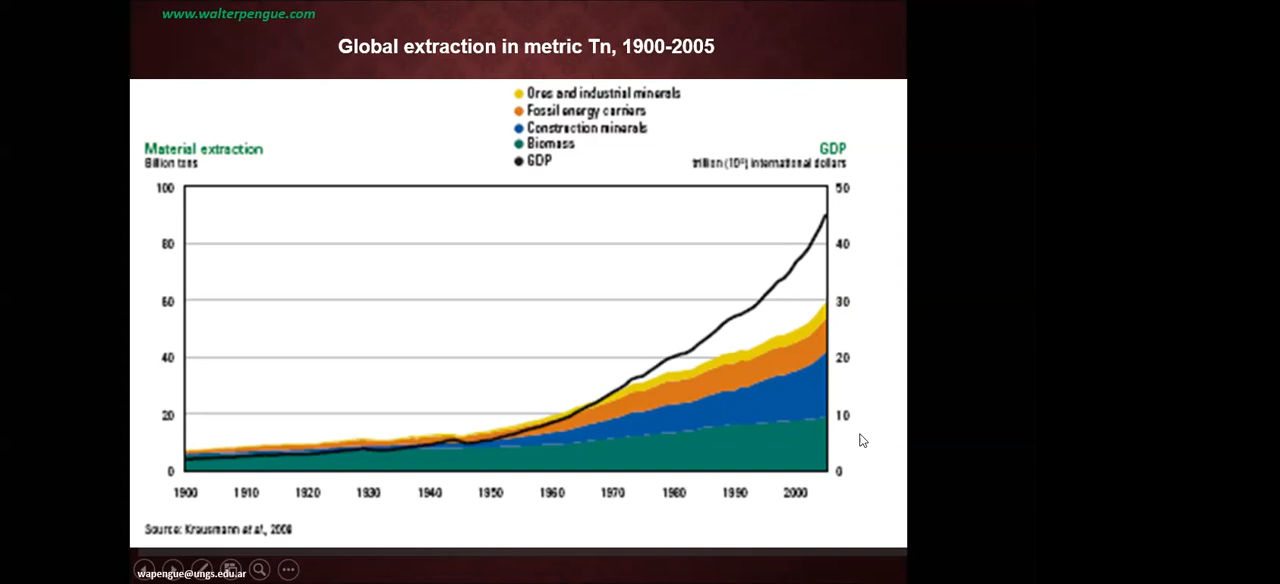 www.walterpengue.com
Global extraction in metric Tn, 1900-2005
Ores and industrial minerals
Fossil energy carriers
Construction minerals
Biomass
GDP
Material extraction
Billion tons
GDP
trillion international dollars
100
80
60
40
20
0
50
40
30
20
10
0
1900 1910 1920 1930 1940 1950 1960 1970 1980 1990 2000
Source: Krausmann et al.,
wapengue@ungs.edu.ar